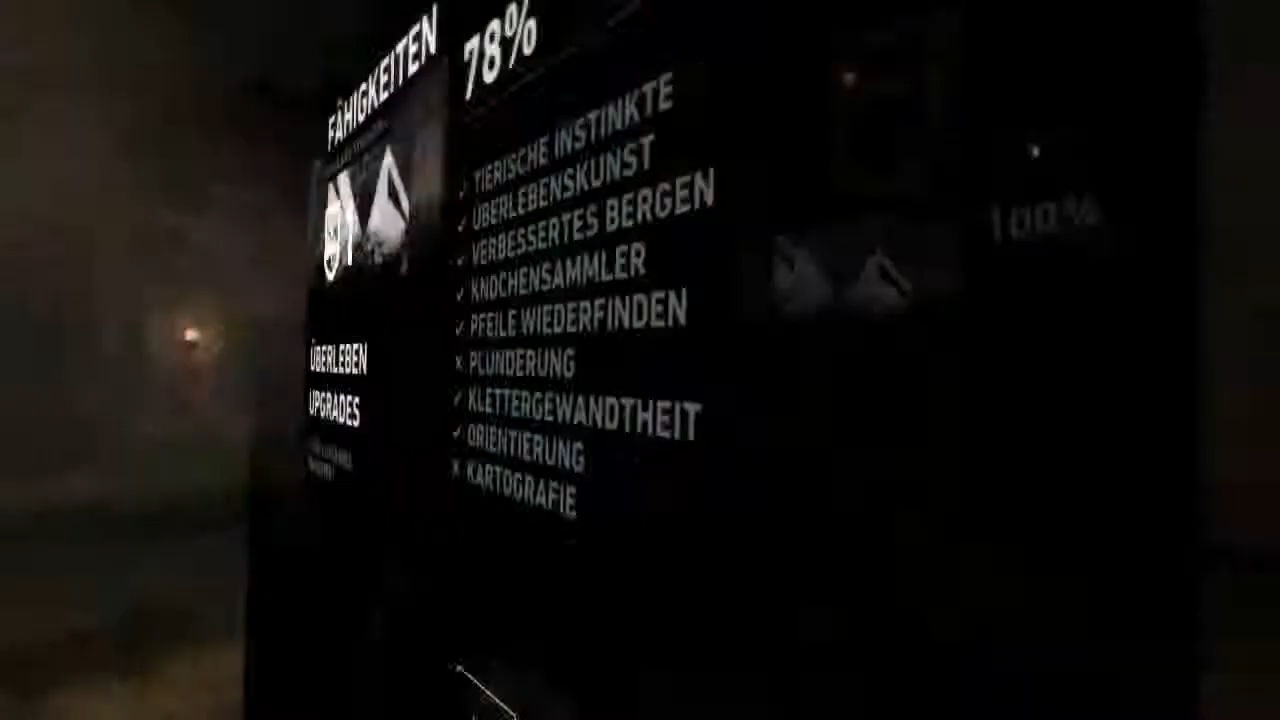 FÄHIGKEITEN
78%
TIERISCHE INSTINKTE
ÜBERLEBENSKUNST
VERBESSERTES BERGEN
KNOCHENSAMMLER
PFEILE WIEDERFINDEN
PLÜNDERUNG
KLETTERGEWANDTHEIT
ORIENTIERUNG
KARTOGRAFIE
ÜBERLEBEN
UPGRADES
100%